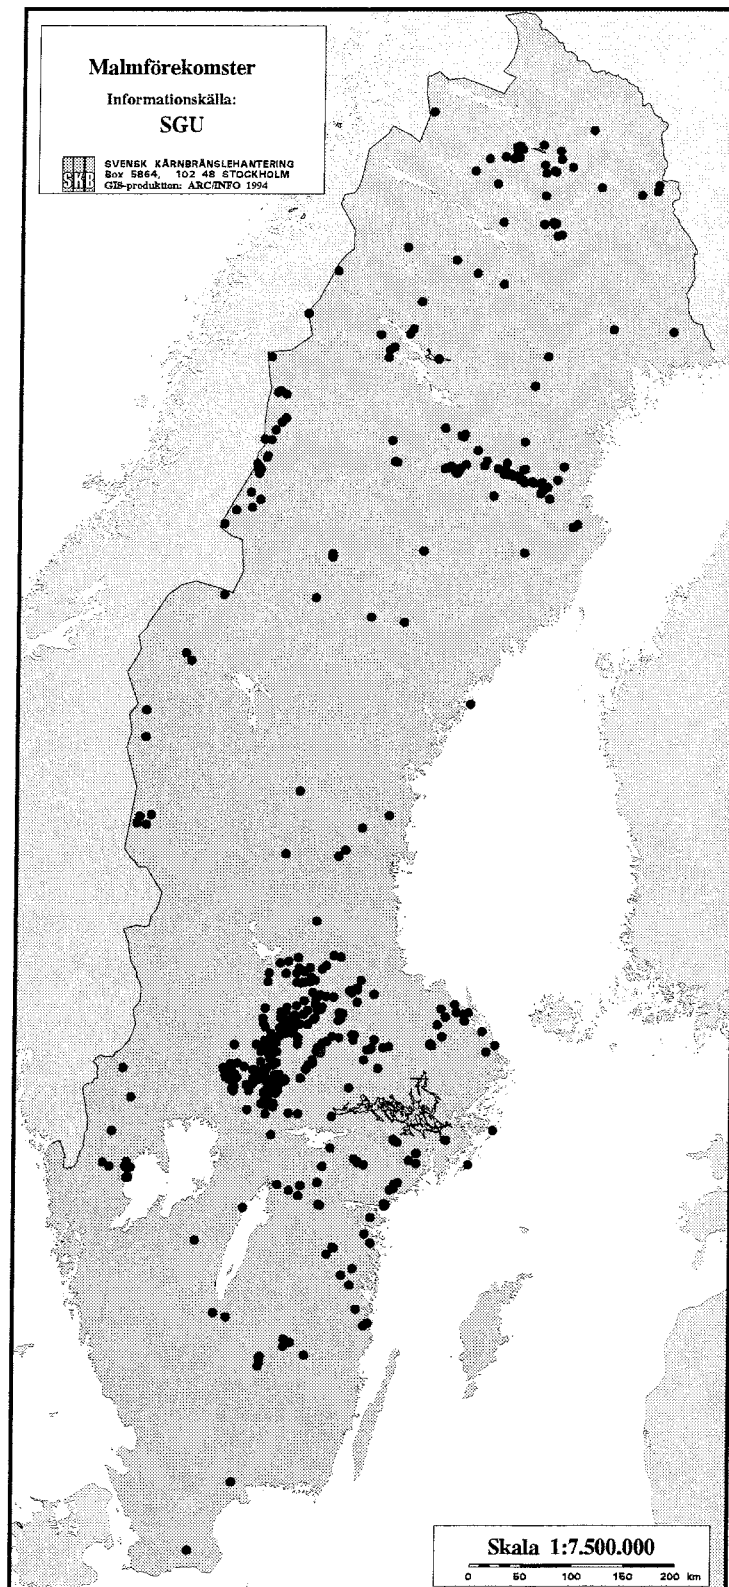 Malmförekomster
Informationskälla:
SGU
SKB
SVENSK KÄRNBRÄNSLEHANTERING
Box 5864, 102 48 STOCKHOLM
GIS-produktion: ARC/INFO 1994
Skala 1:7.500.000
0 50 100 150 200 km